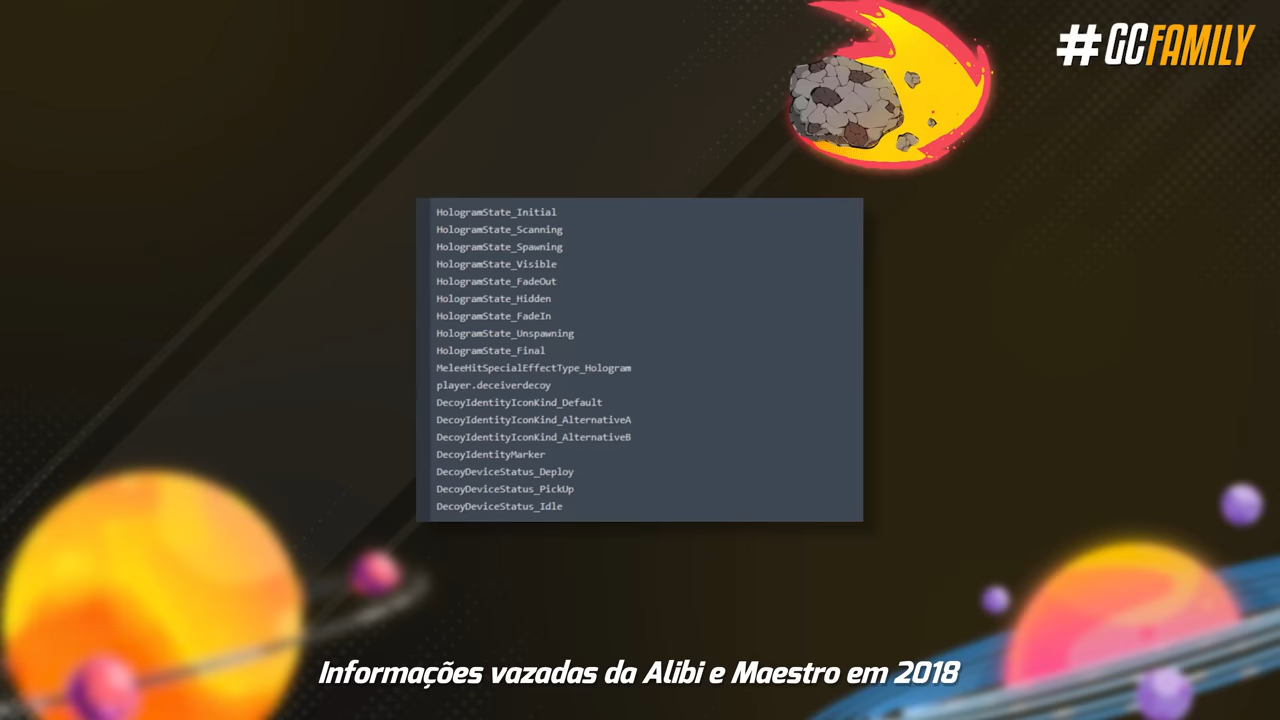 #GCFAMILY
HologramState_Initial
HologramState_Scanning
HologramState_Spawning
HologramState_Visible
HologramState_FadeOut
HologramState_Hidden
HologramState_FadeIn
HologramState_Unspawning
HologramState_Final
MeleeHitSpecialEffectType_Hologram
player.deceiverdecoy
DecoyIdentityIconKind_Default
DecoyIdentityIconKind_AlternativeA
DecoyIdentityIconKind_AlternativeB
DecoyIdentityMarker
DecoyDeviceStatus_Deploy
DecoyDeviceStatus_PickUp
DecoyDeviceStatus_Idle
Informações vazadas da Alibi e Maestro em 2018